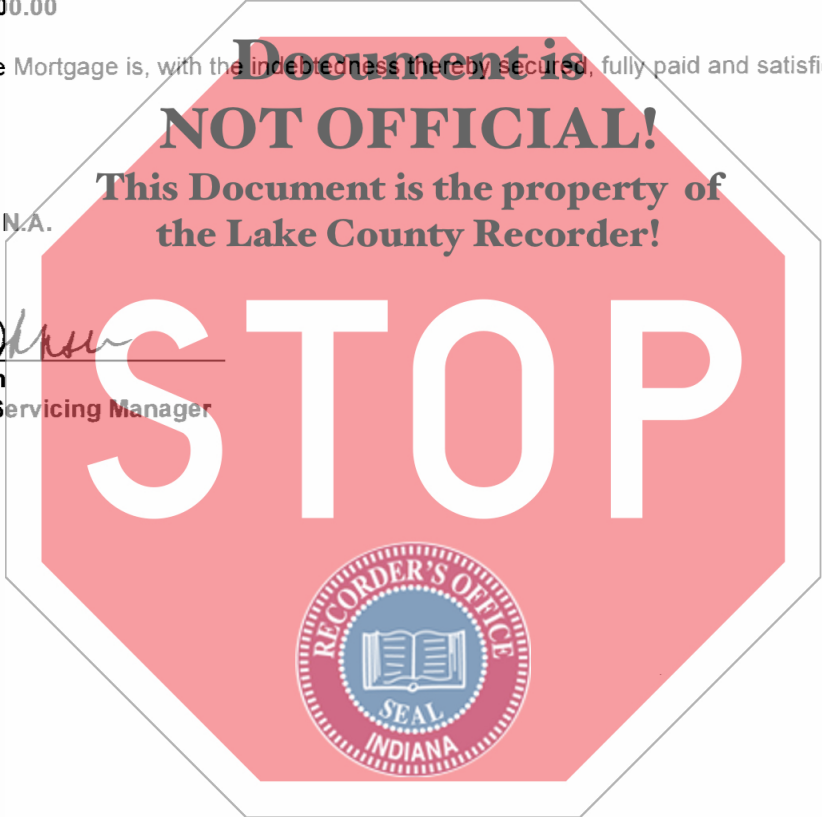 00.00
Document is
e Mortgage is, with the indebtedness thereby secured, fully paid and satisfi
NOT OFFICIAL!
This Document is the property of
the Lake County Recorder!
N.A.
n
Servicing Manager
STOP
RECORDER'S OFFICE
SEAL
INDIANA